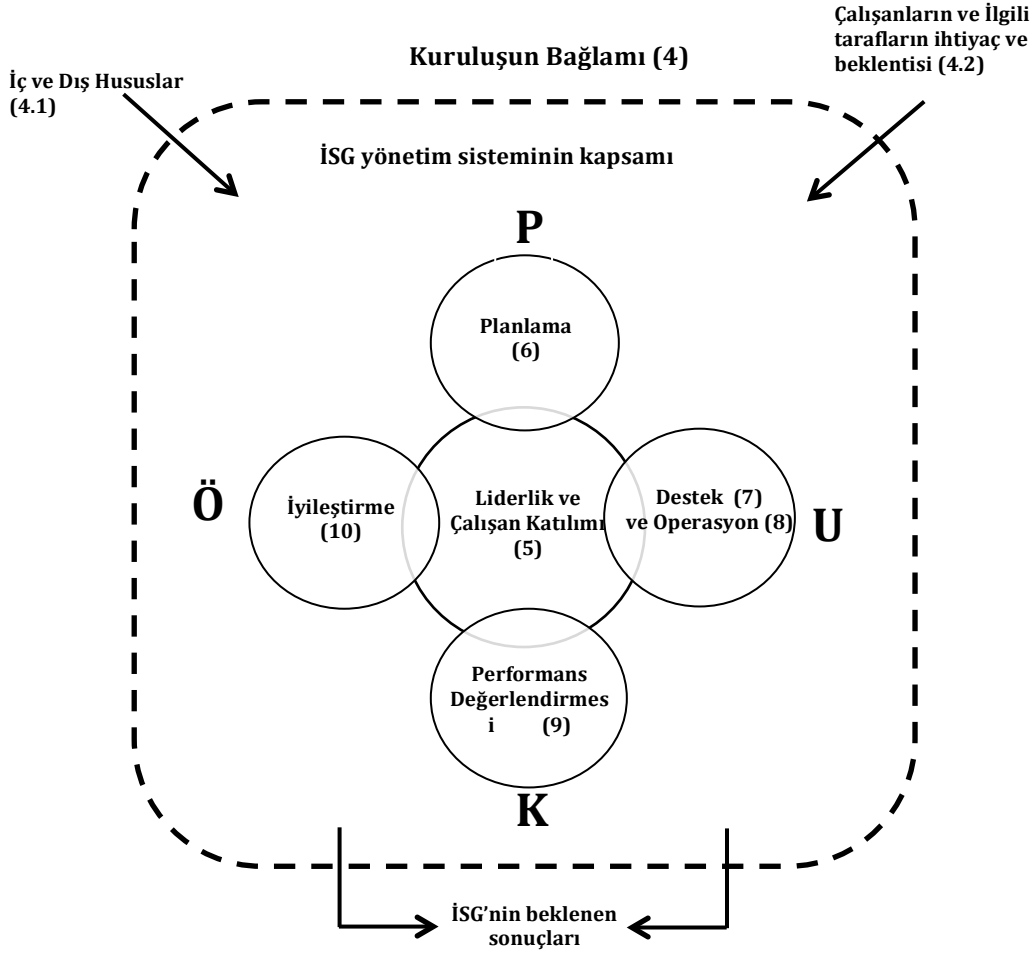 Kuruluşun Bağlamı (4)
İç ve Dış Hususlar
(4.1)
Çalışanların ve İlgili
tarafların ihtiyaç ve
beklentisi (4.2)
İSG yönetim sisteminin kapsamı
P
Planlama
(6)
Ö
İyileştirme
(10)
Liderlik ve
Çalışan Katılımı
(5)
Destek (7)
ve Operasyon (8)
U
Performans
Değerlendirmes
i (9)
K
İSG’nin beklenen
sonuçları